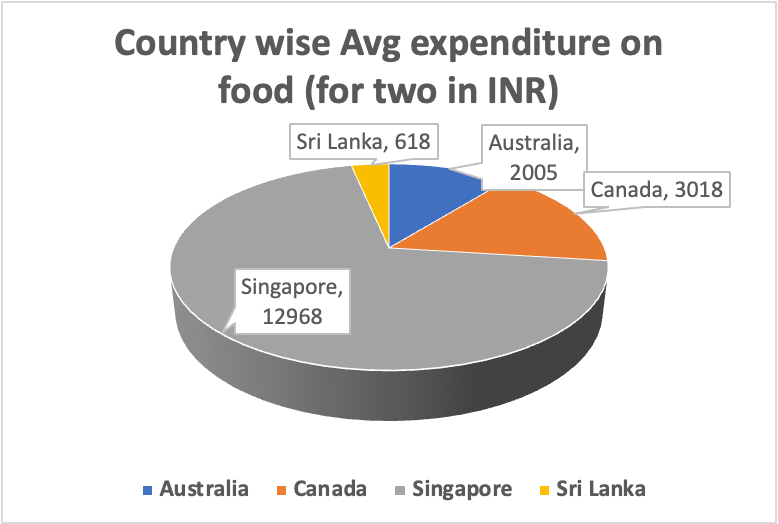 Country wise Avg expenditure on
food (for two in INR)
Sri Lanka, 618
Australia,
2005
Canada, 3018
Singapore,
12968
Australia Canada Singapore Sri Lanka